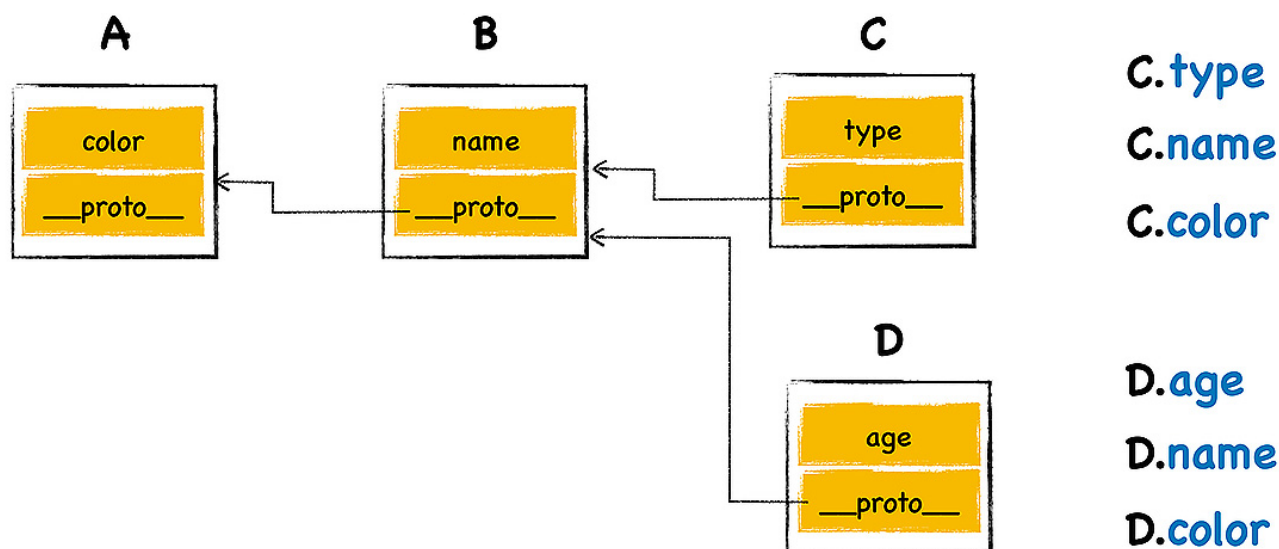 A
color
__proto__
B
name
__proto__
C
type
__proto__
D
age
__proto__
C.type
C.name
C.color
D.age
D.name
D.color